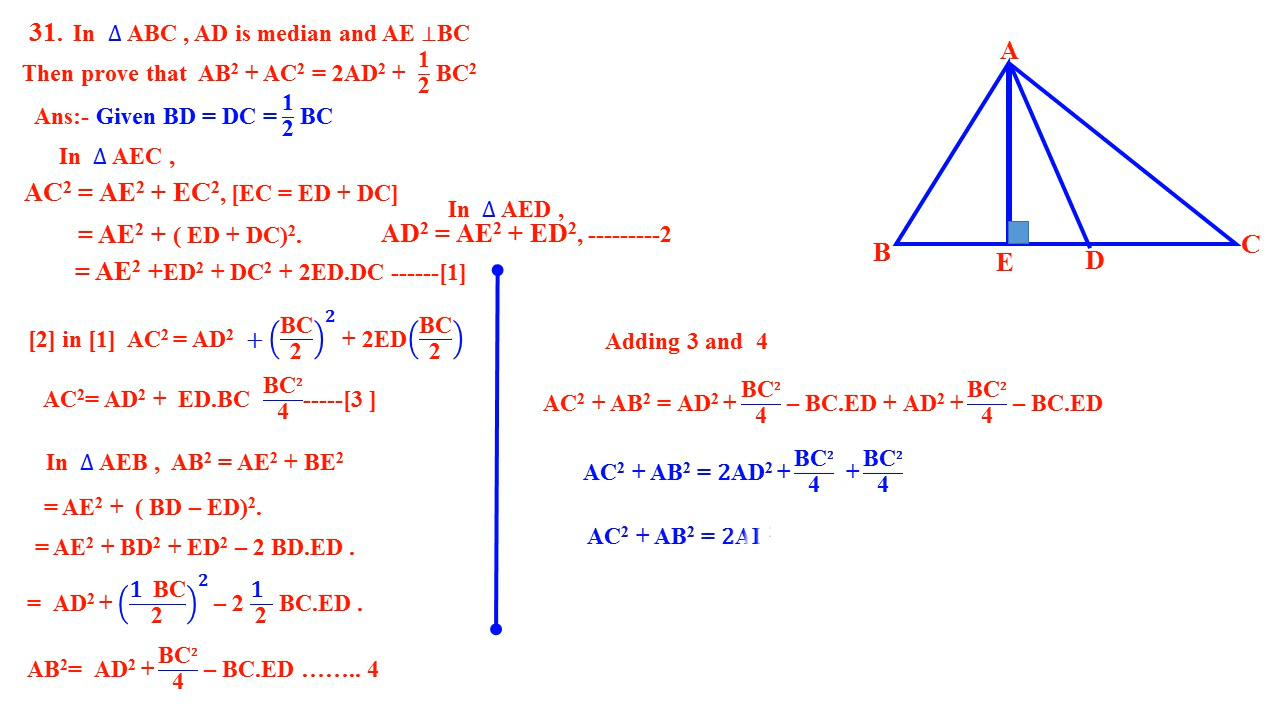 31. In Δ ABC , AD is median and AE ⊥BC
Then prove that AB² + AC² = 2AD² + 1/2 BC²
Ans:- Given BD = DC = 1/2 BC
In Δ AEC ,
AC² = AE² + EC², [EC = ED + DC]
= AE² + ( ED + DC)².
= AE² +ED² + DC² + 2ED.DC ------[1]
In Δ AED ,
AD² = AE² + ED², ---------2
[2] in [1] AC² = AD² + (BC/2)² + 2ED(BC/2)
AC²= AD² + ED.BC BC²/4-----[3 ]
In Δ AEB , AB² = AE² + BE²
= AE² + ( BD – ED)².
= AE² + BD² + ED² – 2 BD.ED .
= AD² + (1 BC/2)² – 2 1/2 BC.ED .
AB²= AD² + BC²/4 – BC.ED …….. 4
Adding 3 and 4
AC² + AB² = AD² + BC²/4 – BC.ED + AD² + BC²/4 – BC.ED
AC² + AB² = 2AD² + BC²/4 + BC²/4
AC² + AB² = 2A
A
B
E
D
C